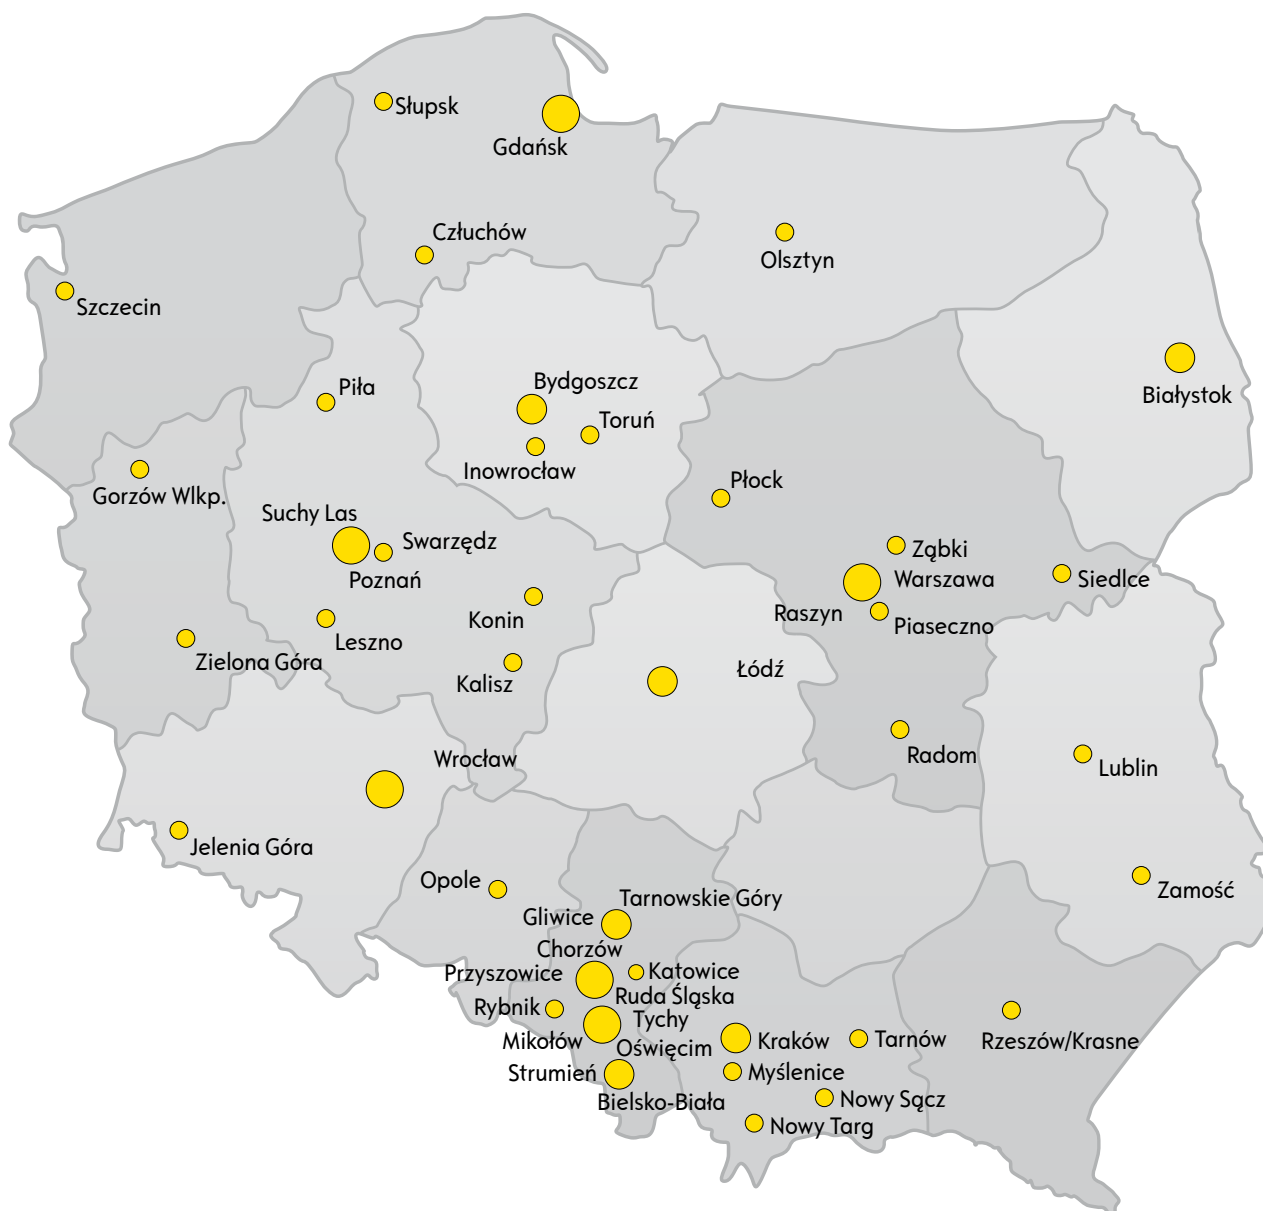 Słupsk
Gdańsk
Człuchów
Olsztyn
Szczecin
Piła
Bydgoszcz
Białystok
Toruń
Inowrocław
Płock
Gorzów Wlkp.
Suchy Las
Swarzędz
Poznań
Ząbki
Warszawa
Siedlce
Raszyn
Piaseczno
Konin
Leszno
Zielona Góra
Kalisz
Łódź
Radom
Wrocław
Lublin
Jelenia Góra
Opole
Tarnowskie Góry
Zamość
Gliwice
Chorzów
Przyszowice
Katowice
Ruda Śląska
Rybnik
Tychy
Mikołów
Oświęcim
Kraków
Tarnów
Rzeszów/Krasne
Strumień
Myślenice
Bielsko-Biała
Nowy Sącz
Nowy Targ